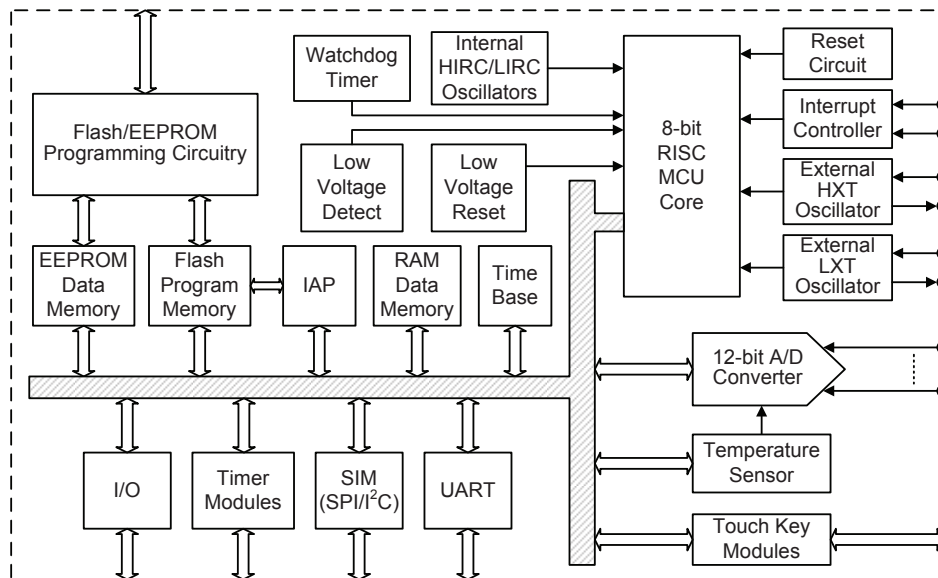 Watchdog
Timer
Internal
HIRC/LIRC
Oscillators
8-bit
RISC
MCU
Core
Reset
Circuit
Flash/EEPROM
Programming Circuitry
Interrupt
Controller
Low
Voltage
Detect
Low
Voltage
Reset
External
HXT
Oscillator
EEPROM
Data
Memory
Flash
Program
Memory
IAP
RAM
Data
Memory
Time
Base
External
LXT
Oscillator
12-bit A/D
Converter
Temperature
Sensor
I/O
Timer
Modules
SIM
(SPI/I²C)
UART
Touch Key
Modules